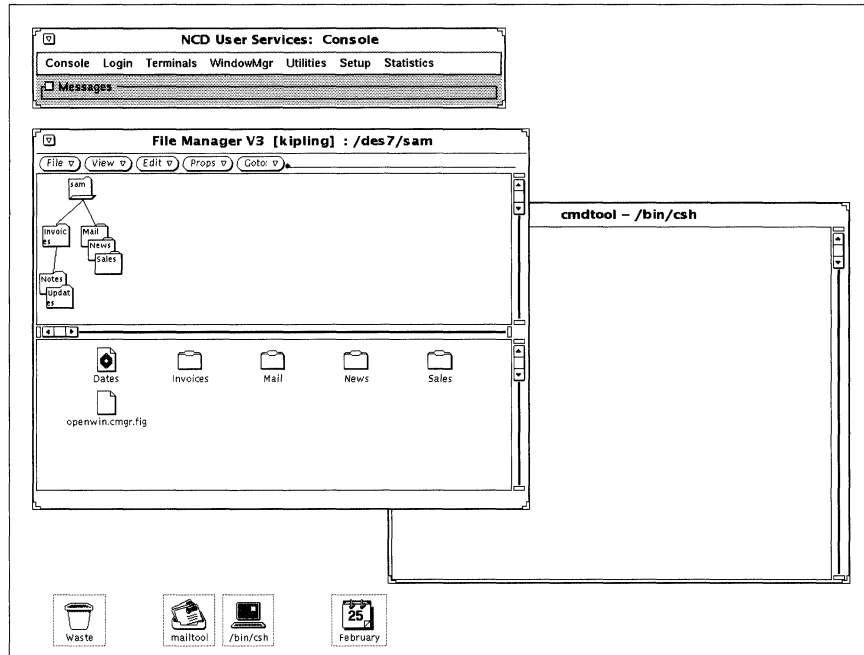 NCD User Services: Console
Console Login Terminals WindowMgr Utilities Setup Statistics
Messages
File Manager V3 [kipling] : /des7/sam
File View Edit Props Goto:
sam
Invoic
es
Mail
News
Sales
Notes
Updat
es
cmdtool – /bin/csh
Dates Invoices Mail News Sales
openwin.cmgr.fig
Waste mailtool /bin/csh 25 February